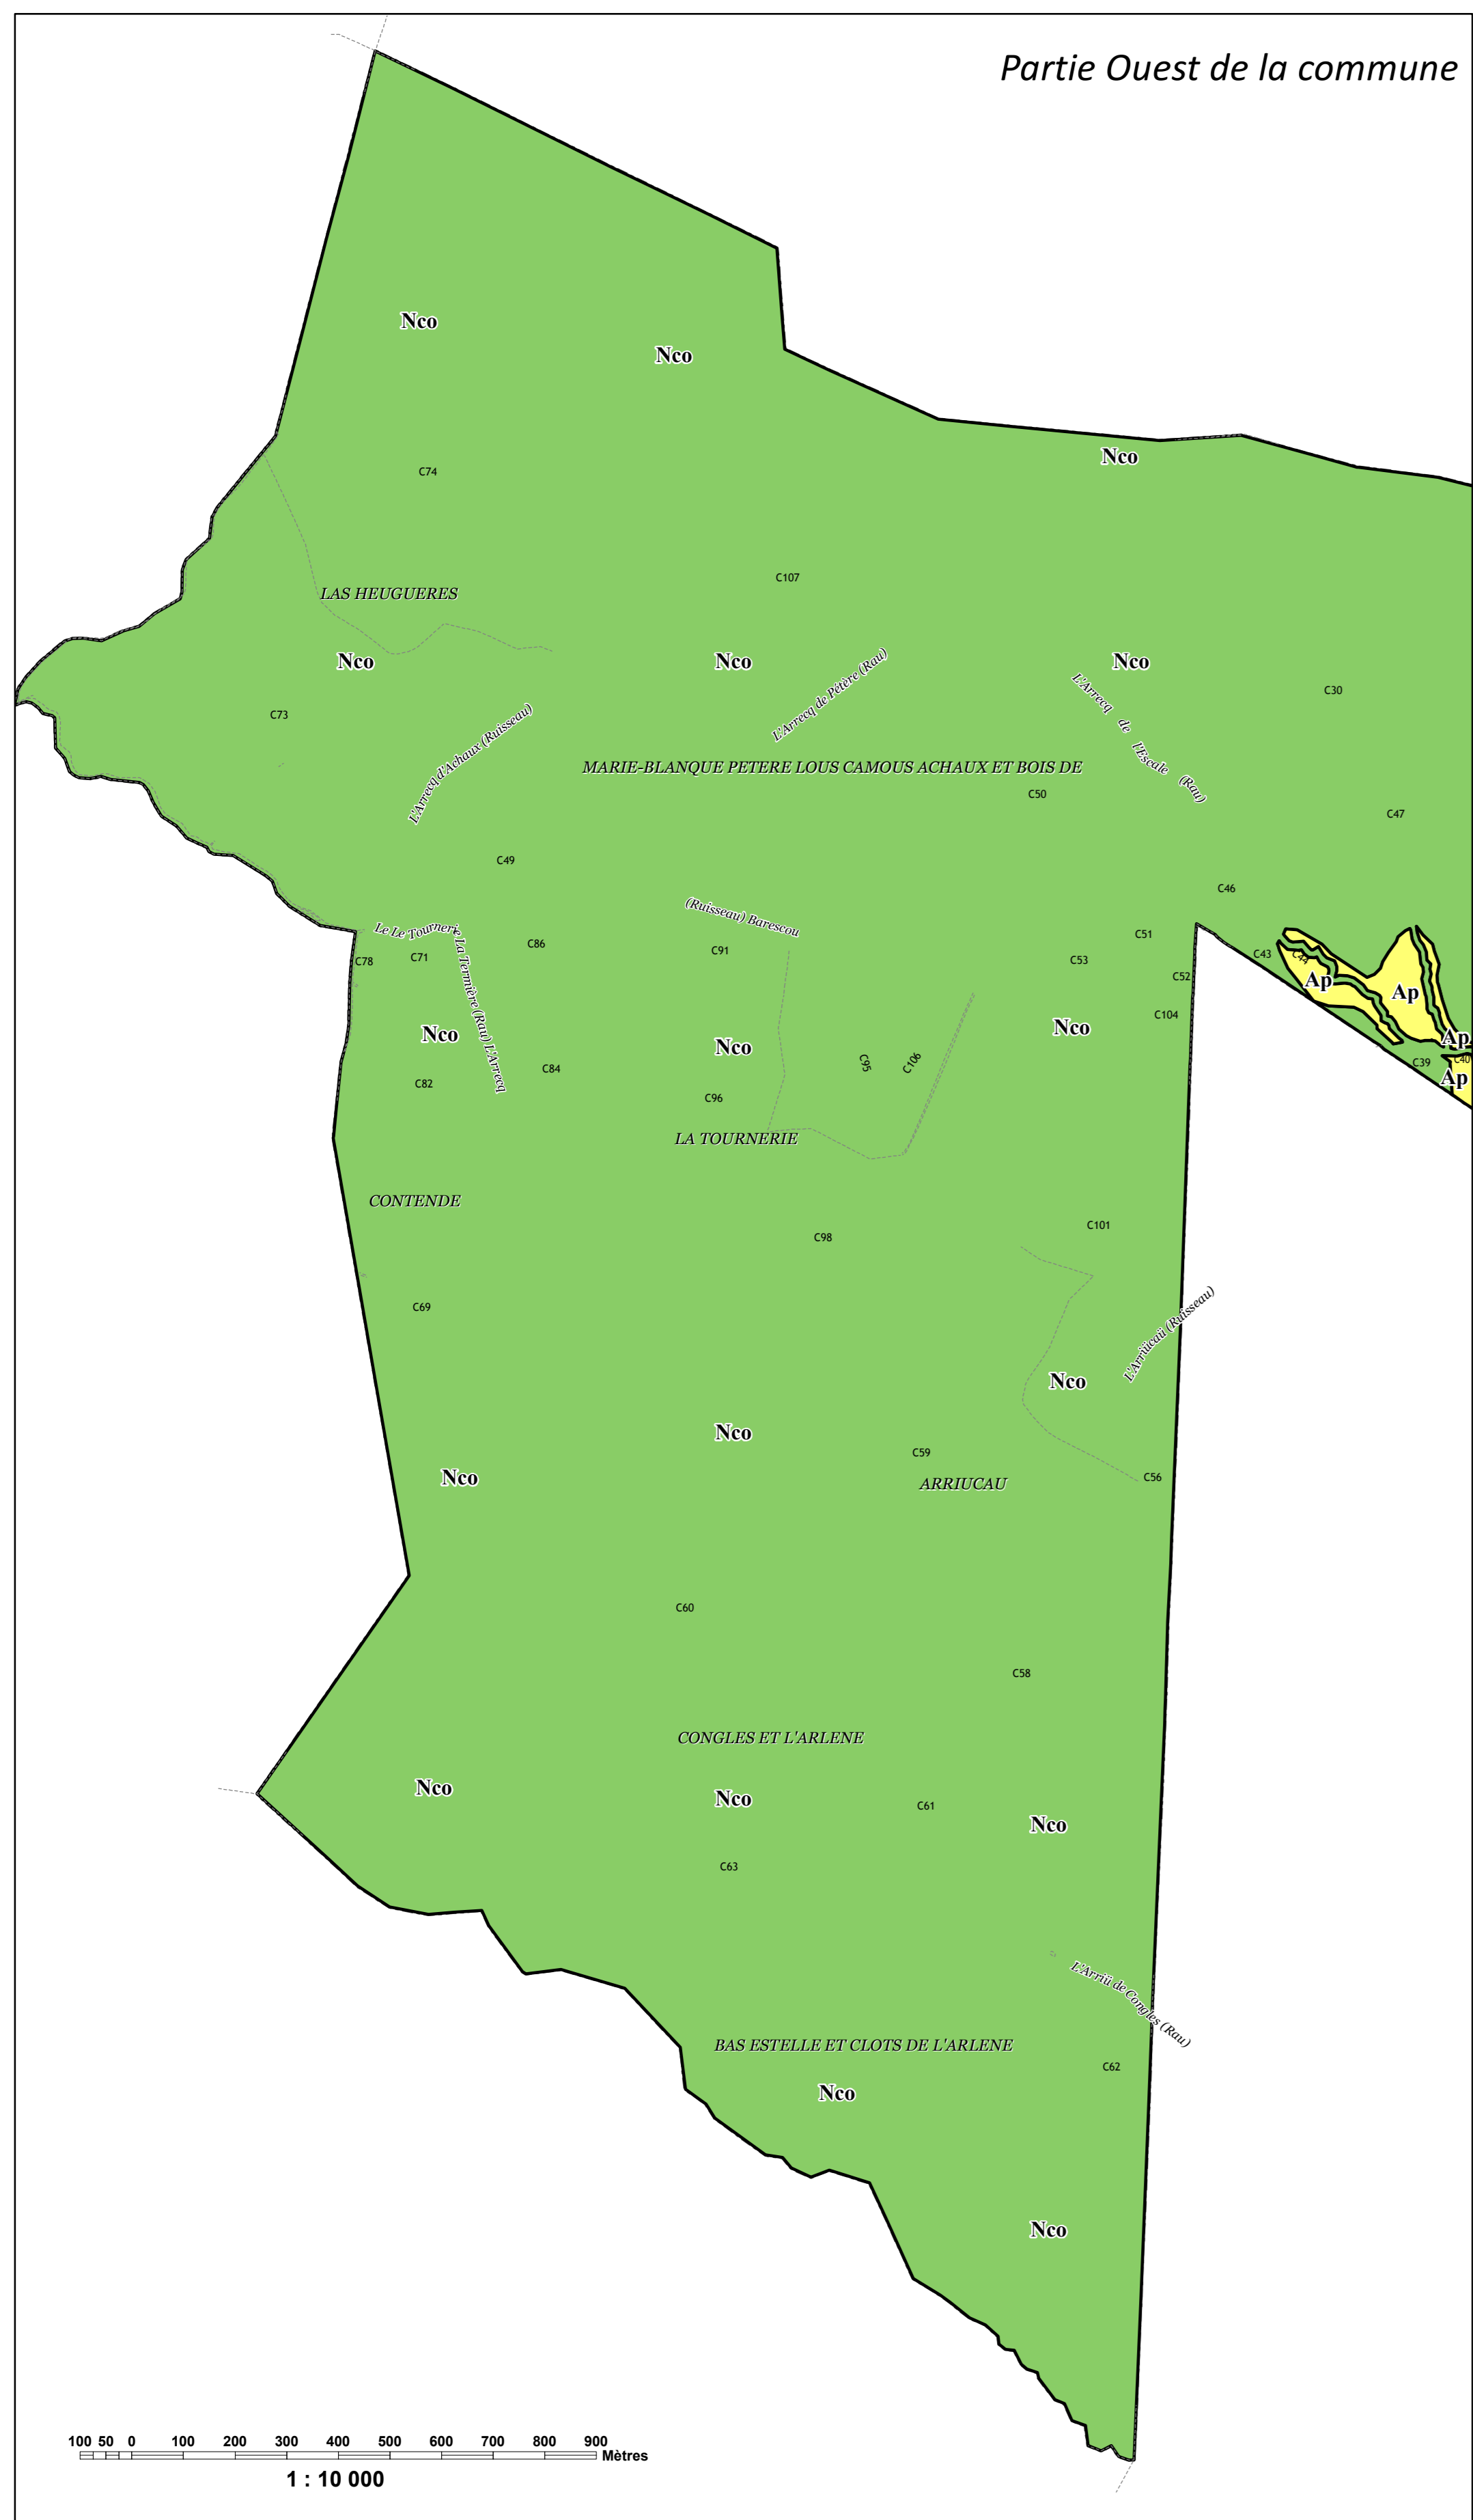 Partie Ouest de la commune
Nco
Nco
Nco
C74
C107
LAS HEUGUERES
Nco
Nco
Nco
L'Arrecq de Pétère (Rau)
L'Arrecq de l'Escale (Rau)
C30
C73
L'Arrecq d'Achaux (Ruisseau)
MARIE-BLANQUE PETERE LOUS CAMOUS ACHAUX ET BOIS DE
C50
C47
C49
C46
(Ruisseau) Barescou
Le Le Tournerie
La Termière (Rau) L'Arrecq
C78
C71
C86
C91
C53
C51
C52
C43
C44
Ap
Ap
Nco
Nco
Nco
C104
Ap
C82
C84
C96
C95
C106
C39
C40
Ap
LA TOURNERIE
CONTENDE
C98
C101
C69
L'Arriücaü (Ruisseau)
Nco
Nco
Nco
C59
ARRIUCAU
C56
C60
C58
CONGLES ET L'ARLENE
Nco
Nco
C61
Nco
C63
L'Arriü de Congles (Rau)
BAS ESTELLE ET CLOTS DE L'ARLENE
C62
Nco
Nco
100 50 0 100 200 300 400 500 600 700 800 900
Mètres
1 : 10 000